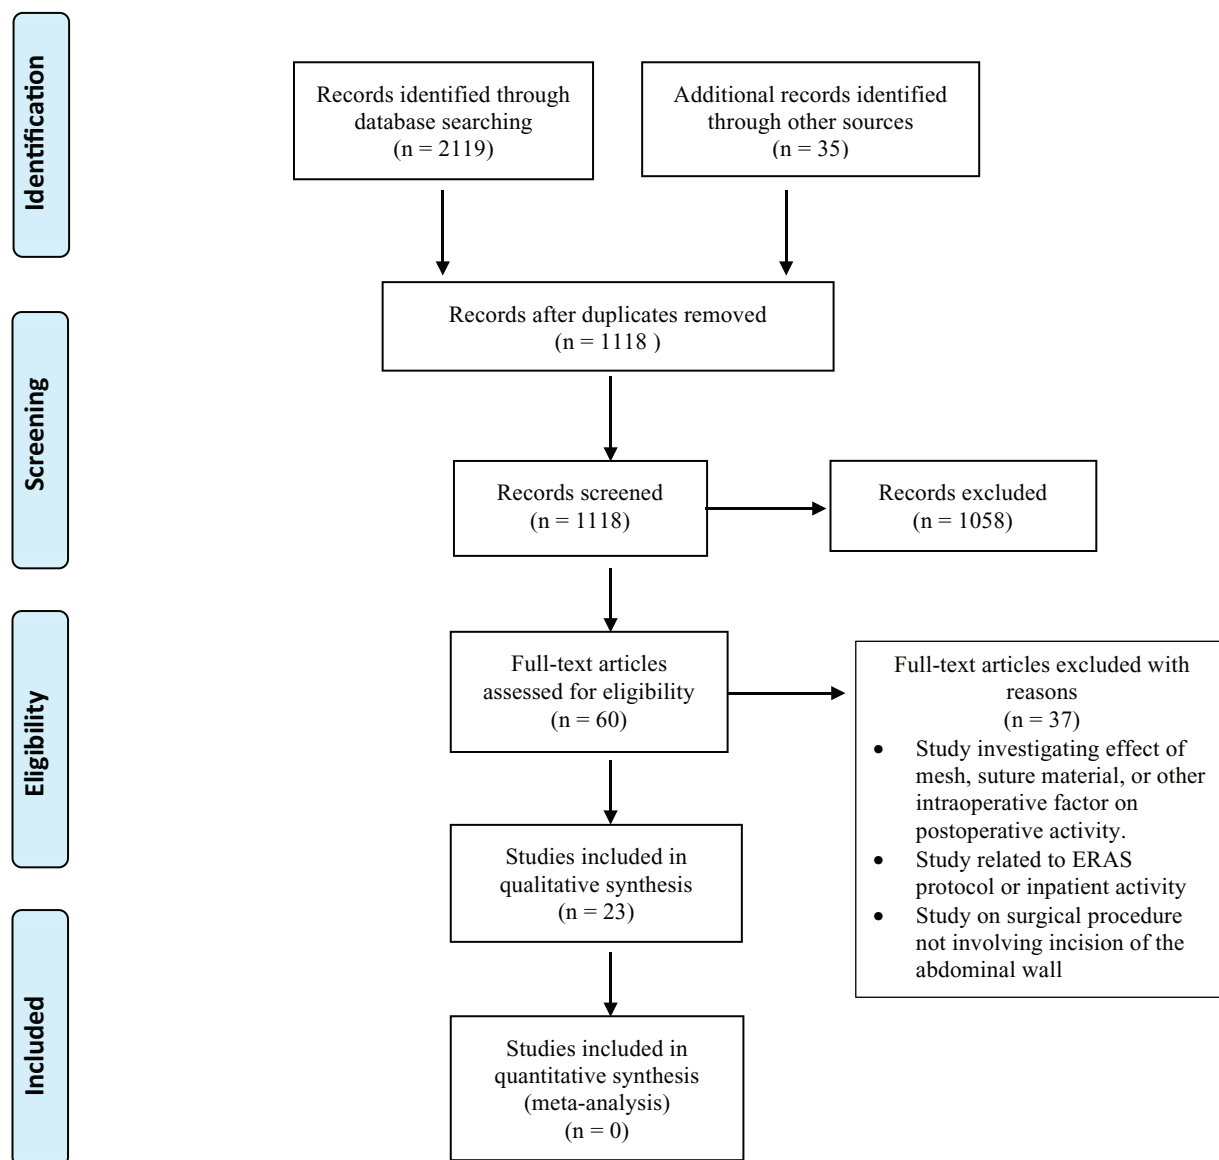 Identification
Records identified through
database searching
(n = 2119)
Additional records identified
through other sources
(n = 35)
Records after duplicates removed
(n = 1118 )
Screening
Records screened
(n = 1118)
Records excluded
(n = 1058)
Eligibility
Full-text articles
assessed for eligibility
(n = 60)
Full-text articles excluded with
reasons
(n = 37)
• Study investigating effect of
mesh, suture material, or other
intraoperative factor on
postoperative activity.
• Study related to ERAS
protocol or inpatient activity
• Study on surgical procedure
not involving incision of the
abdominal wall
Studies included in
qualitative synthesis
(n = 23)
Included
Studies included in
quantitative synthesis
(meta-analysis)
(n = 0)